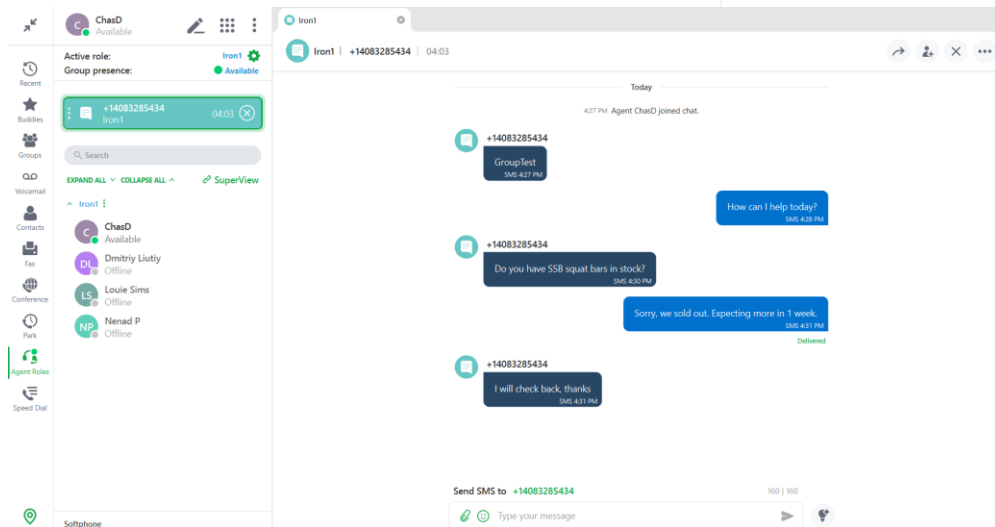 ChasD
Available
Active role:
Iron1
Group presence:
Available
+14083285434
Iron1
04:03
Search
EXPAND ALL
COLLAPSE ALL
SuperView
Iron1
C
ChasD
Available
DL
Dmitriy Liutiy
Offline
LS
Louie Sims
Offline
NP
Nenad P
Offline
Softphone
Recent
Buddies
Groups
Voicemail
Contacts
Fax
Conference
Park
Agent Roles
Speed Dial
Iron1
Iron1 | +14083285434 | 04:03
Today
4:27 PM Agent ChasD joined chat.
+14083285434
GroupTest
SMS 4:27 PM
How can I help today?
SMS 4:28 PM
+14083285434
Do you have SSB squat bars in stock?
SMS 4:30 PM
Sorry, we sold out. Expecting more in 1 week.
SMS 4:31 PM
Delivered
+14083285434
I will check back, thanks
SMS 4:31 PM
Send SMS to +14083285434
160 | 160
Type your message